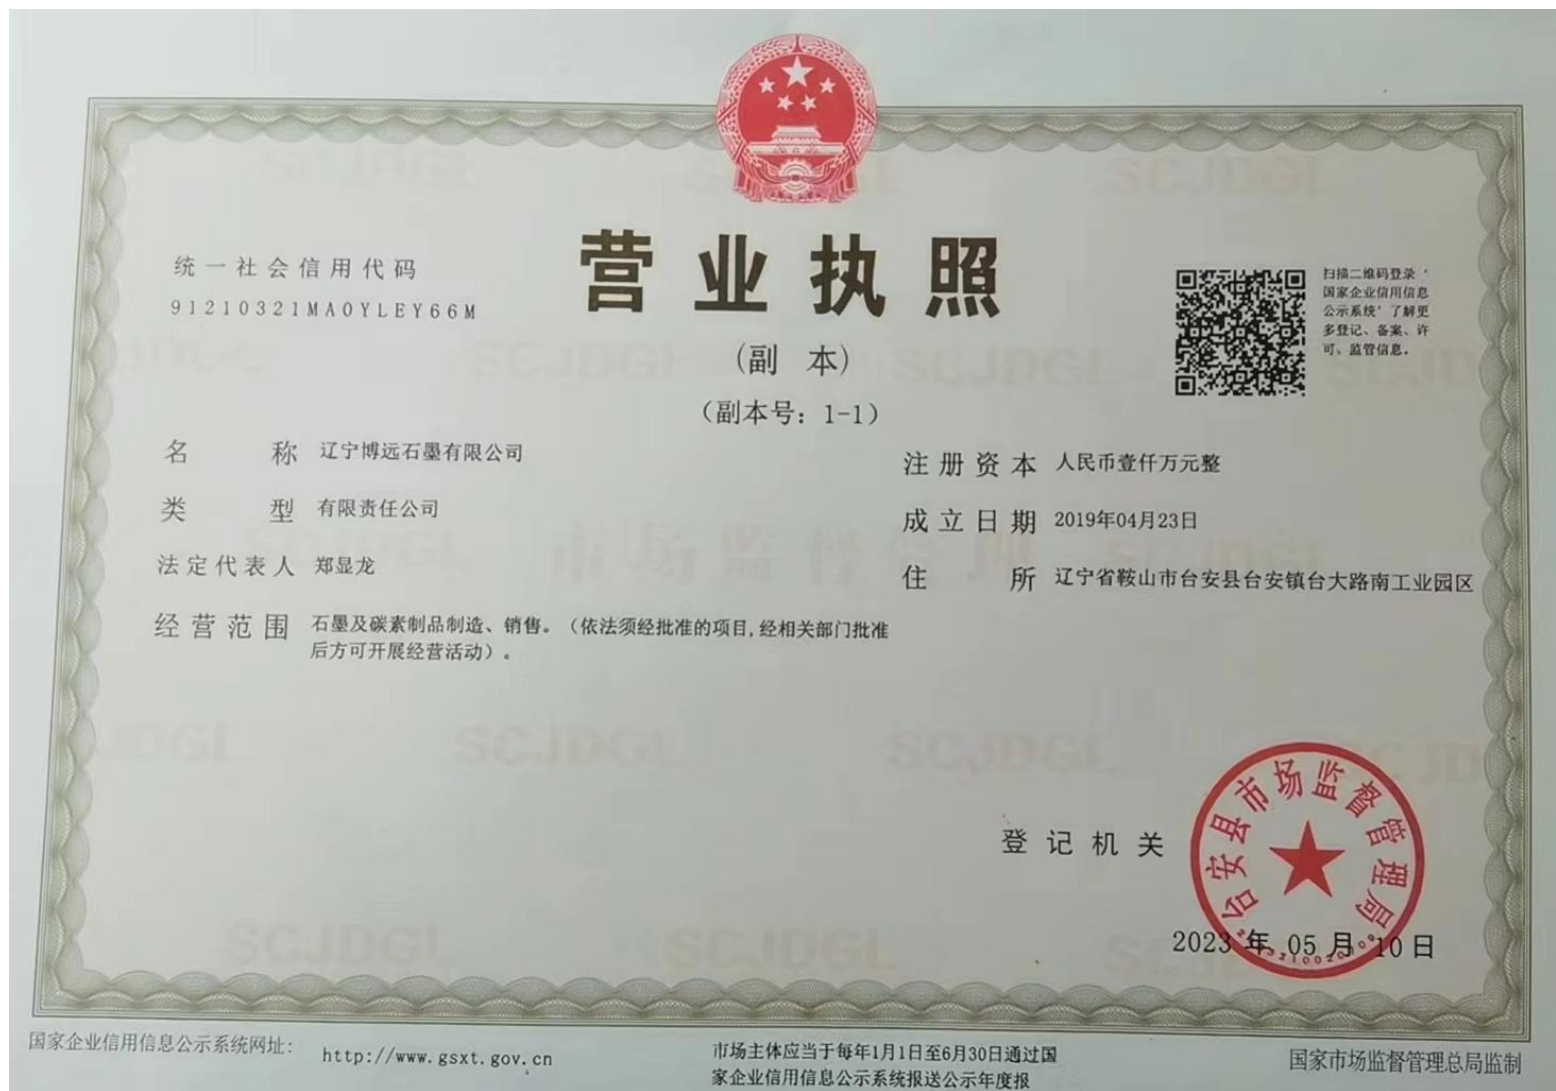 营业执照
(副 本)
（副本号：1-1）
统一社会信用代码
91210321MA0YLEY66M
扫描二维码登录'
国家企业信用信息
公示系统'了解更
多登记、备案、许
可、监管信息。
名 称 辽宁博远石墨有限公司
类 型 有限责任公司
法定代表人 郑显龙
经营范围 石墨及碳素制品制造、销售。（依法须经批准的项目,经相关部门批准
后方可开展经营活动）。
注册资本 人民币壹仟万元整
成立日期 2019年04月23日
住 所 辽宁省鞍山市台安县台安镇台大路南工业园区
登记机关
台安县市场监督管理局
2023 年 05 月 10 日
国家企业信用信息公示系统网址：
http://www.gsxt.gov.cn
市场主体应当于每年1月1日至6月30日通过国
家企业信用信息公示系统报送公示年度报
国家市场监督管理总局监制
SCJDGL
市场监督管理